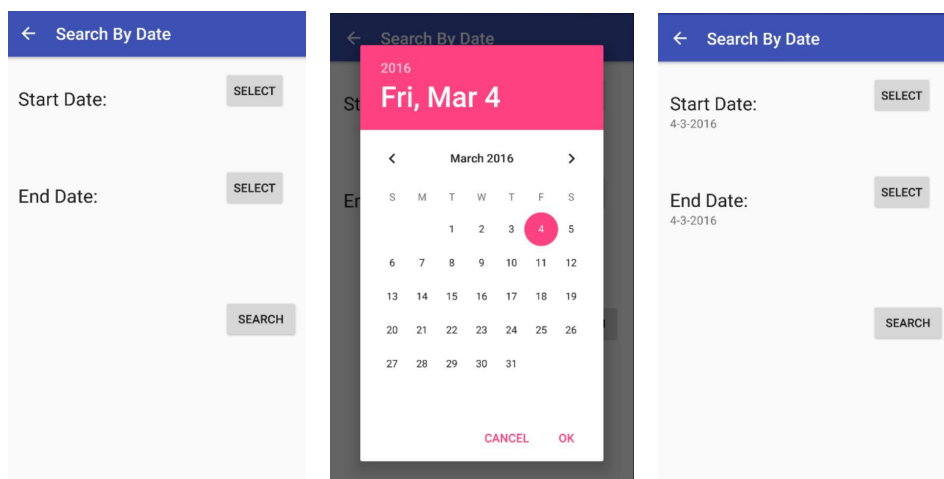 ← Search By Date
Start Date:
SELECT
End Date:
SELECT
SEARCH
← Search By Date
2016
Fri, Mar 4
St
En
< March 2016 >
S M T W T F S
1 2 3 4 5
6 7 8 9 10 11 12
13 14 15 16 17 18 19
20 21 22 23 24 25 26
27 28 29 30 31
CANCEL OK
← Search By Date
Start Date:
SELECT
4-3-2016
End Date:
SELECT
4-3-2016
SEARCH